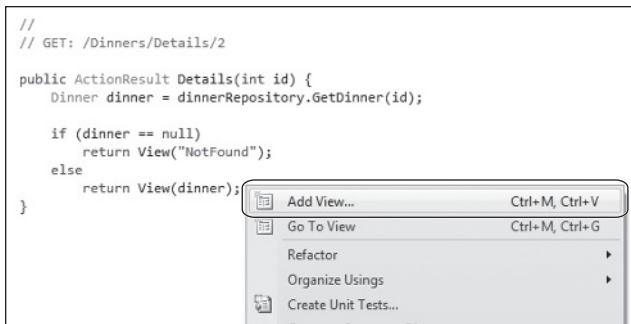 //
// GET: /Dinners/Details/2
public ActionResult Details(int id) {
Dinner dinner = dinnerRepository.GetDinner(id);
if (dinner == null)
return View("NotFound");
else
return View(dinner);
}
Add View... Ctrl+M, Ctrl+V
Go To View Ctrl+M, Ctrl+G
Refactor
Organize Usings
Create Unit Tests...